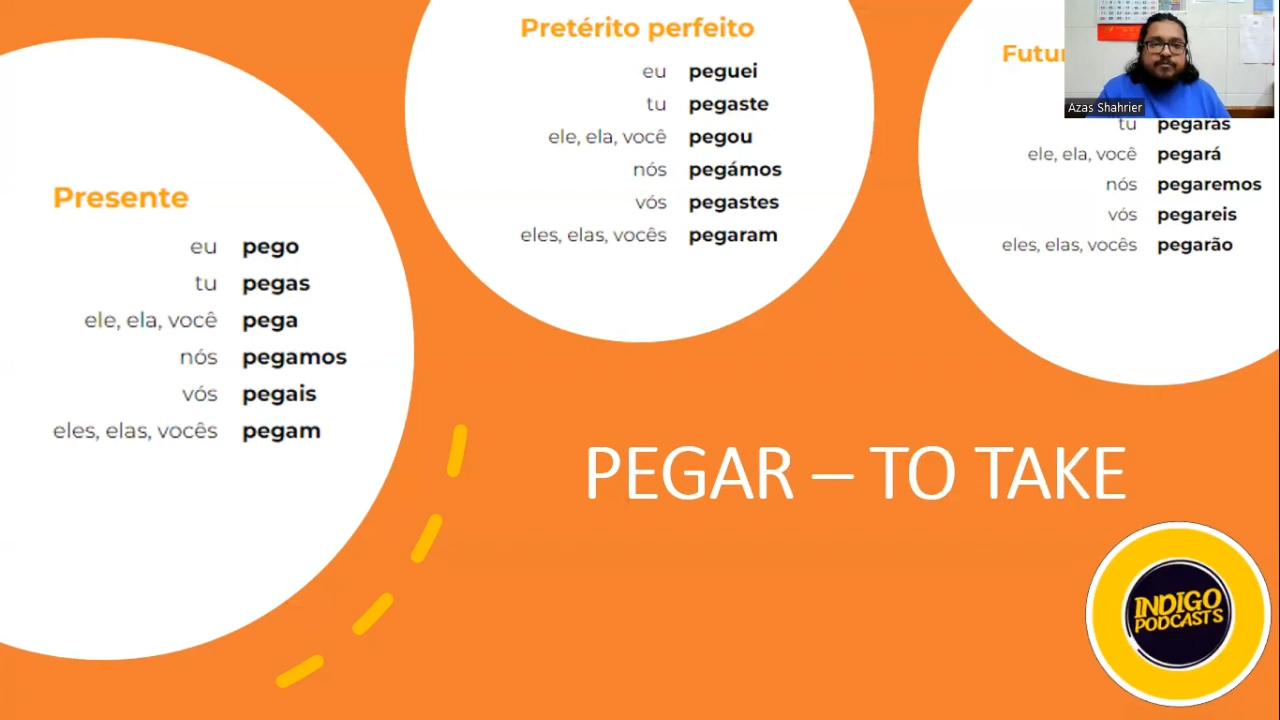 Presente
eu pego
tu pegas
ele, ela, você pega
nós pegamos
vós pegais
eles, elas, vocês pegam
Pretérito perfeito
eu peguei
tu pegaste
ele, ela, você pegou
nós pegámos
vós pegastes
eles, elas, vocês pegaram
Futur
tu pegarás
ele, ela, você pegará
nós pegaremos
vós pegareis
eles, elas, vocês pegarão
Azas Shahrier
PEGAR – TO TAKE
INDIGO
PODCASTS